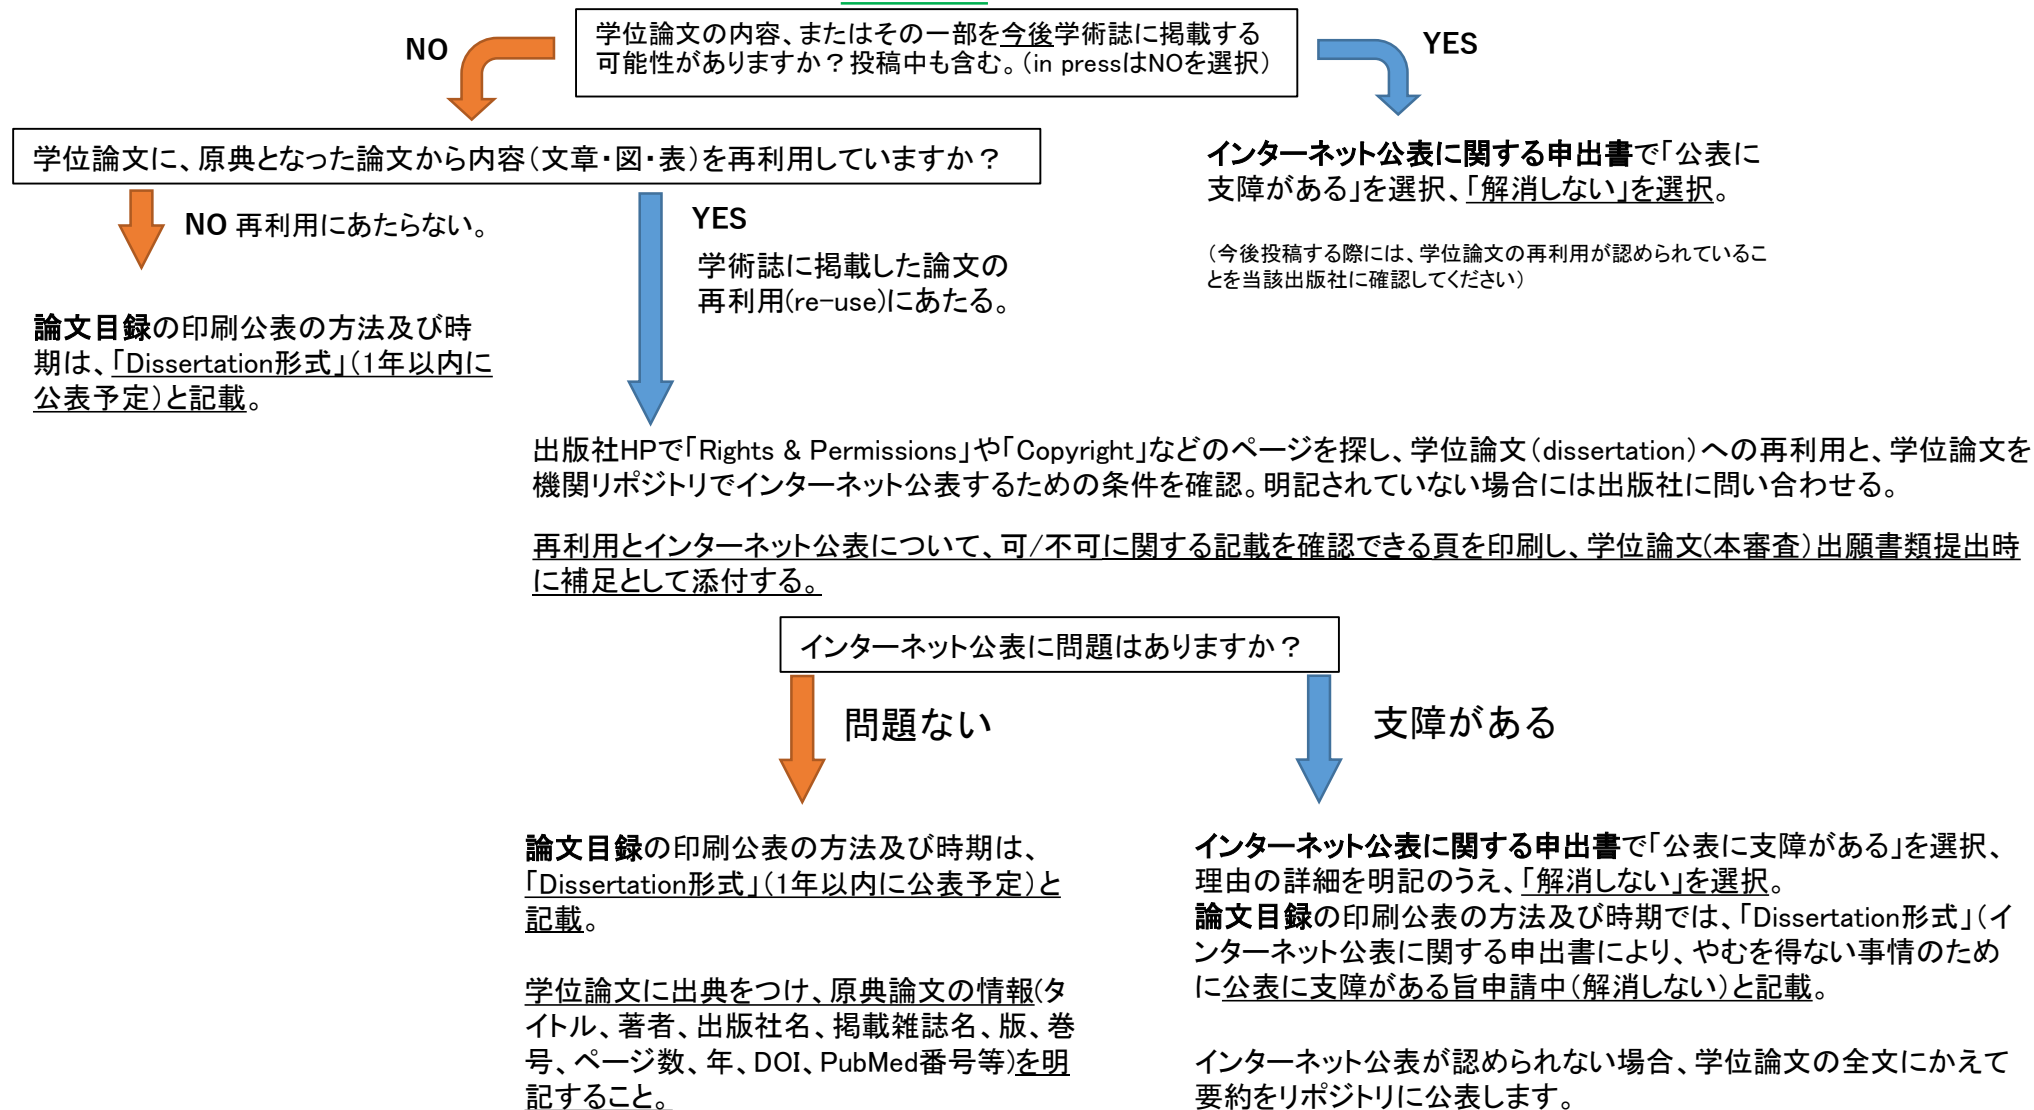 学位論文の内容、またはその一部を今後学術誌に掲載する
可能性がありますか？投稿中も含む。（in pressはNOを選択）
NO
YES
学位論文に、原典となった論文から内容（文章・図・表）を再利用していますか？
インターネット公表に関する申出書で「公表に
支障がある」を選択、「解消しない」を選択。
（今後投稿する際には、学位論文の再利用が認められているこ
とを当該出版社に確認してください）
NO 再利用にあたらない。
YES
学術誌に掲載した論文の
再利用(re-use)にあたる。
論文目録の印刷公表の方法及び時
期は、「Dissertation形式」（1年以内に
公表予定）と記載。
出版社HPで「Rights & Permissions」や「Copyright」などのページを探し、学位論文（dissertation）への再利用と、学位論文を
機関リポジトリでインターネット公表するための条件を確認。明記されていない場合には出版社に問い合わせる。
再利用とインターネット公表について、可/不可に関する記載を確認できる頁を印刷し、学位論文(本審査）出願書類提出時
に補足として添付する。
インターネット公表に問題はありますか？
問題ない
支障がある
論文目録の印刷公表の方法及び時期は、
「Dissertation形式」（1年以内に公表予定）と
記載。
学位論文に出典をつけ、原典論文の情報(タ
イトル、著者、出版社名、掲載雑誌名、版、巻
号、ページ数、年、DOI、PubMed番号等)を明
記すること。
インターネット公表に関する申出書で「公表に支障がある」を選択、
理由の詳細を明記のうえ、「解消しない」を選択。
論文目録の印刷公表の方法及び時期では、「Dissertation形式」（イ
ンターネット公表に関する申出書により、やむを得ない事情のため
に公表に支障がある旨申請中（解消しない）と記載。
インターネット公表が認められない場合、学位論文の全文にかえて
要約をリポジトリに公表します。